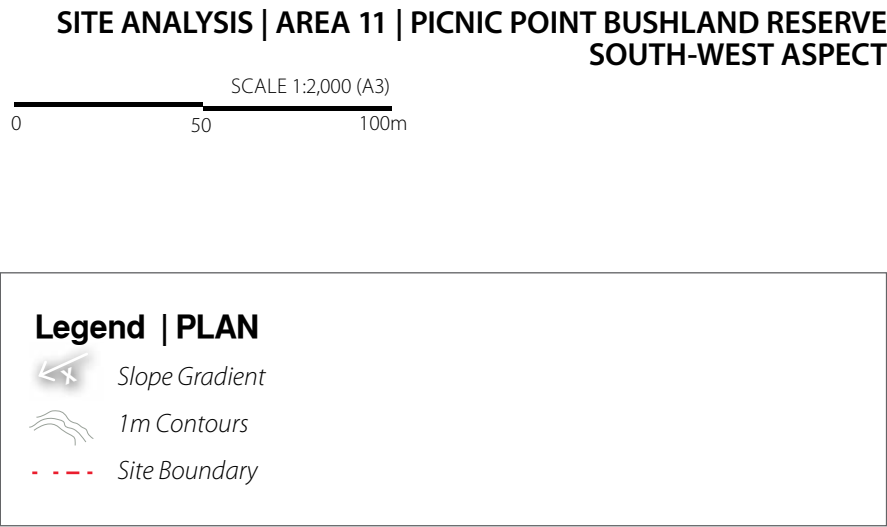 SITE ANALYSIS | AREA 11 | PICNIC POINT BUSHLAND RESERVE
SOUTH-WEST ASPECT
SCALE 1:2,000 (A3)
0 50 100m
Legend | PLAN
X Slope Gradient
1m Contours
Site Boundary